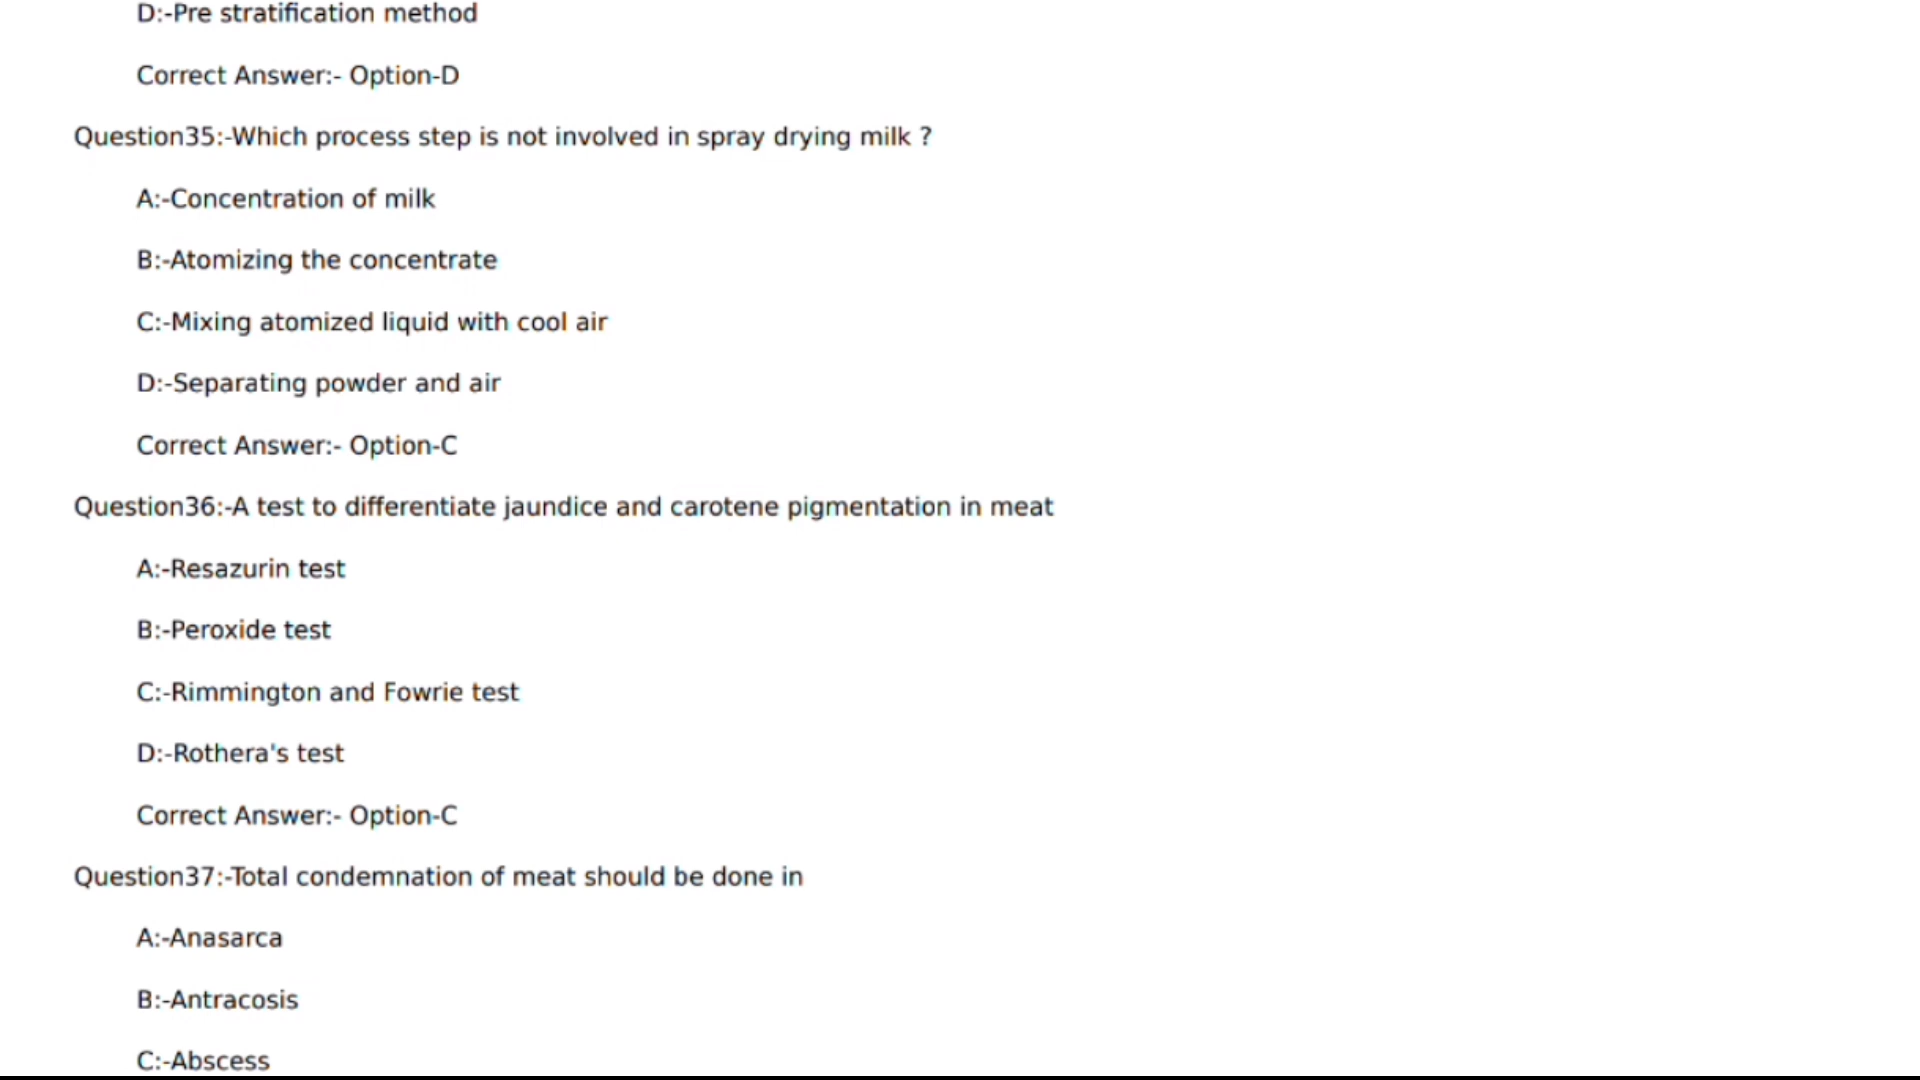 D:-Pre stratification method
Correct Answer:- Option-D
Question35:-Which process step is not involved in spray drying milk ?
A:-Concentration of milk
B:-Atomizing the concentrate
C:-Mixing atomized liquid with cool air
D:-Separating powder and air
Correct Answer:- Option-C
Question36:-A test to differentiate jaundice and carotene pigmentation in meat
A:-Resazurin test
B:-Peroxide test
C:-Rimmington and Fowrie test
D:-Rothera's test
Correct Answer:- Option-C
Question37:-Total condemnation of meat should be done in
A:-Anasarca
B:-Antracosis
C:-Abscess